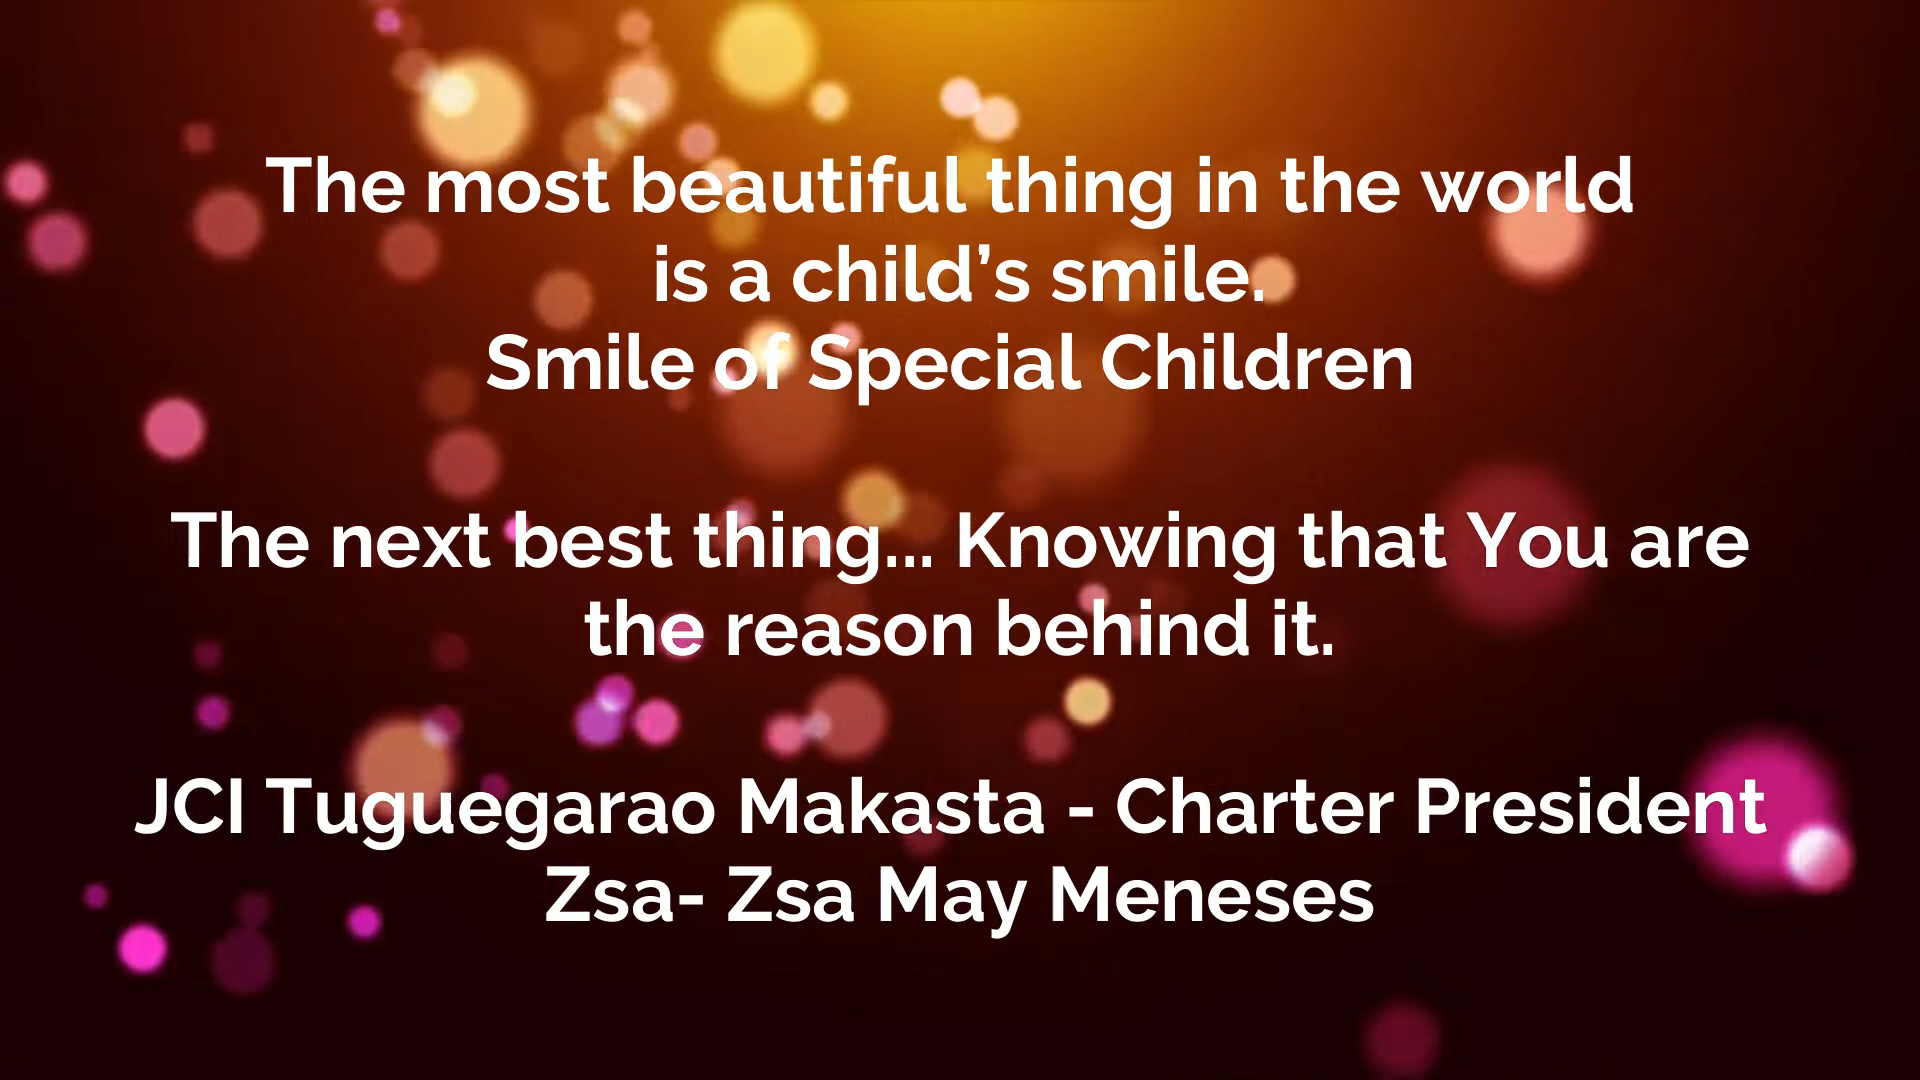 The most beautiful thing in the world
is a child’s smile.
Smile of Special Children
The next best thing... Knowing that You are
the reason behind it.
JCI Tuguegarao Makasta - Charter President
Zsa- Zsa May Meneses